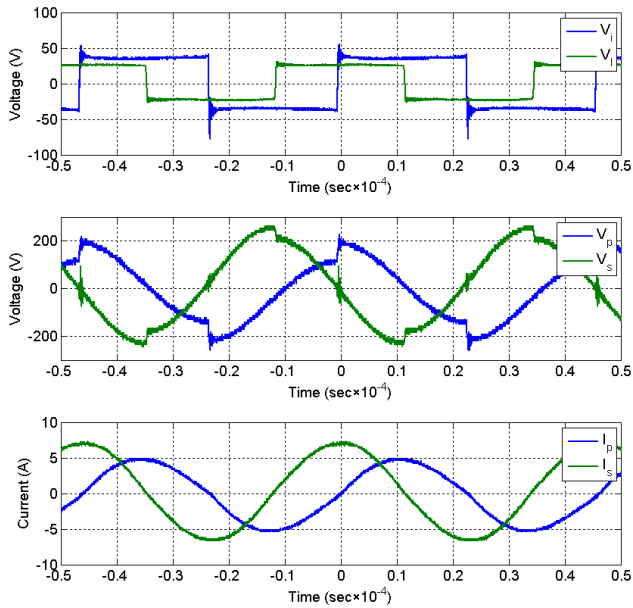 100
50
0
-50
-100
Voltage (V)
V_i
V_l
-0.5 -0.4 -0.3 -0.2 -0.1 0 0.1 0.2 0.3 0.4 0.5
Time (sec×10^-4)
200
0
-200
Voltage (V)
V_p
V_s
-0.5 -0.4 -0.3 -0.2 -0.1 0 0.1 0.2 0.3 0.4 0.5
Time (sec×10^-4)
10
5
0
-5
-10
Current (A)
I_p
I_s
-0.5 -0.4 -0.3 -0.2 -0.1 0 0.1 0.2 0.3 0.4 0.5
Time (sec×10^-4)